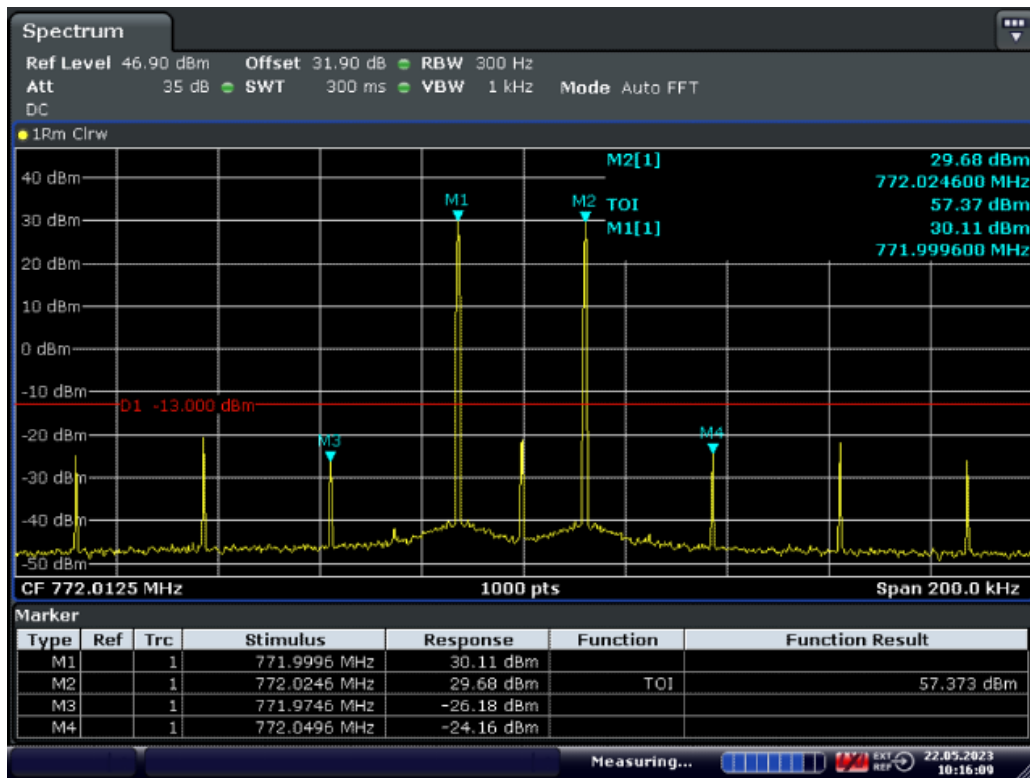 Spectrum
Ref Level 46.90 dBm Offset 31.90 dB RBW 300 Hz
Att 35 dB SWT 300 ms VBW 1 kHz Mode Auto FFT
DC
1Rm Clrw
M2[1] 29.68 dBm
772.024600 MHz
TOI 57.37 dBm
M1[1] 30.11 dBm
771.999600 MHz
40 dBm
M1 M2
30 dBm
20 dBm
10 dBm
0 dBm
-10 dBm
D1 -13.000 dBm
-20 dBm
M3 M4
-30 dBm
-40 dBm
-50 dBm
CF 772.0125 MHz 1000 pts Span 200.0 kHz
Marker
Type Ref Trc Stimulus Response Function Function Result
M1 1 771.9996 MHz 30.11 dBm
M2 1 772.0246 MHz 29.68 dBm TOI 57.373 dBm
M3 1 771.9746 MHz -26.18 dBm
M4 1 772.0496 MHz -24.16 dBm
Measuring... EXT REF 22.05.2023
10:16:09